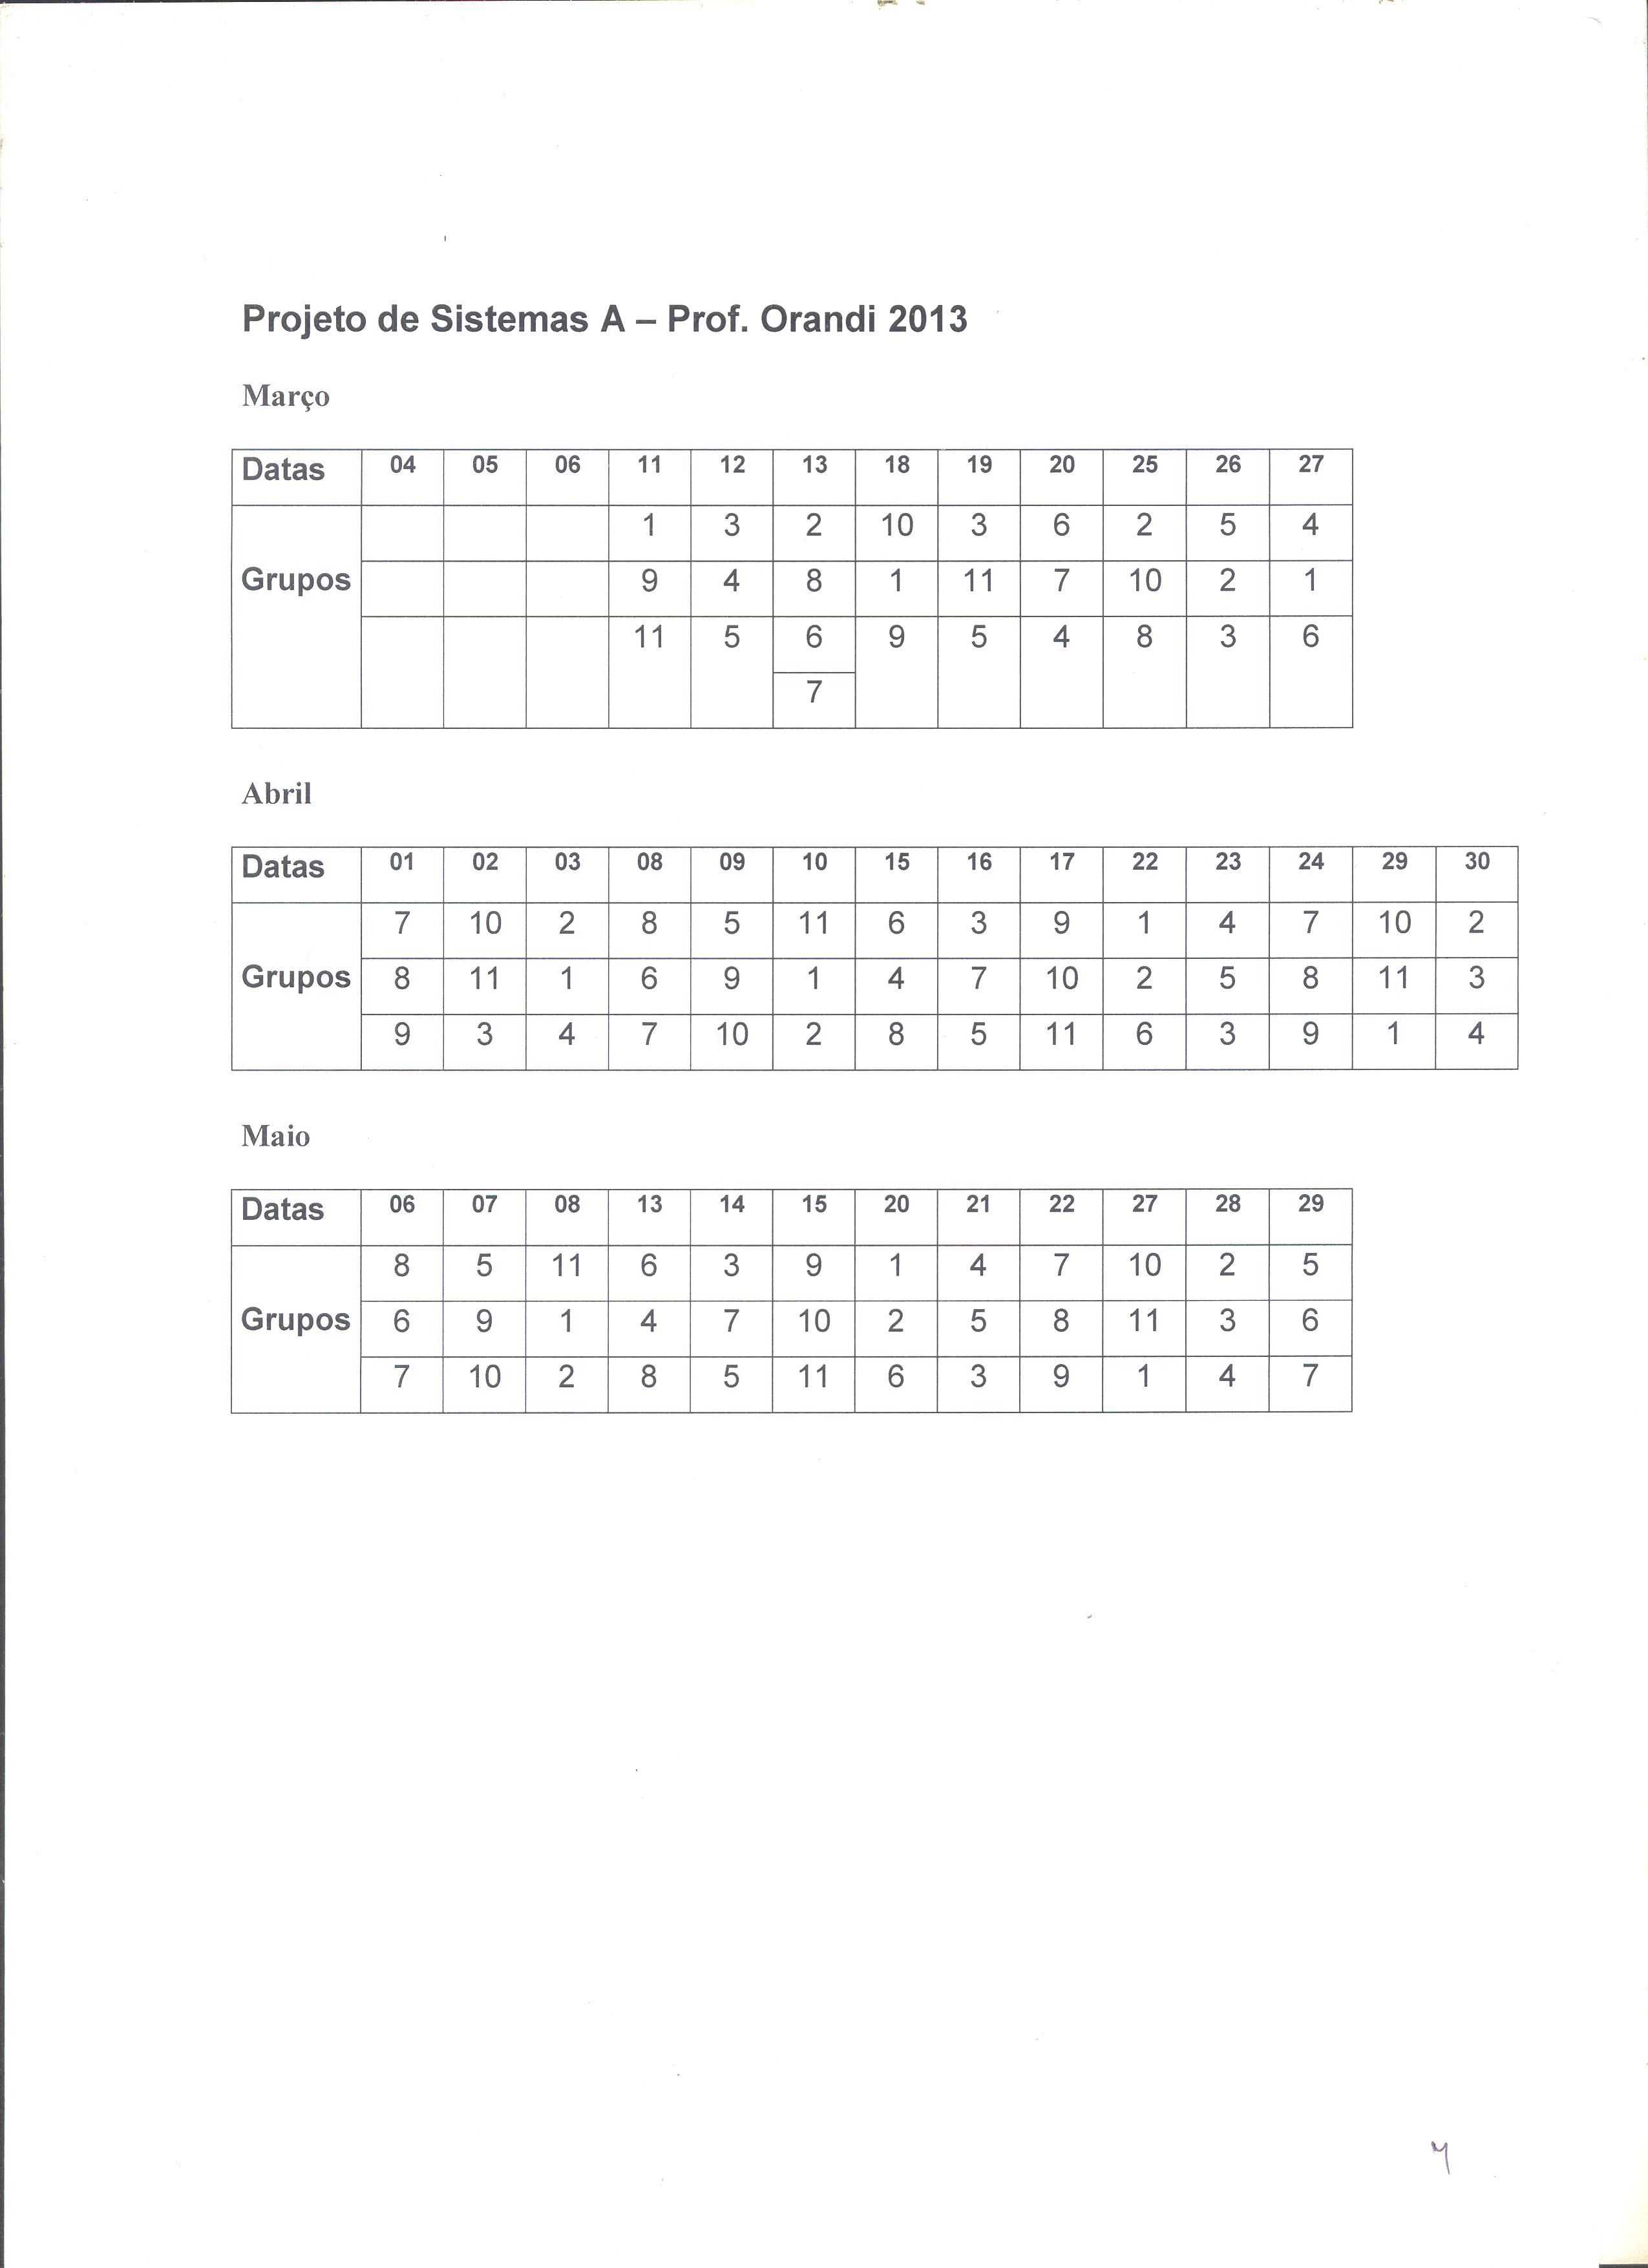 Projeto de Sistemas A – Prof. Orandi 2013
Março
Datas 04 05 06 11 12 13 18 19 20 25 26 27
1 3 2 10 3 6 2 5 4
Grupos 9 4 8 1 11 7 10 2 1
11 5 6 9 5 4 8 3 6
7
Abril
Datas 01 02 03 08 09 10 15 16 17 22 23 24 29 30
7 10 2 8 5 11 6 3 9 1 4 7 10 2
Grupos 8 11 1 6 9 1 4 7 10 2 5 8 11 3
9 3 4 7 10 2 8 5 11 6 3 9 1 4
Maio
Datas 06 07 08 13 14 15 20 21 22 27 28 29
8 5 11 6 3 9 1 4 7 10 2 5
Grupos 6 9 1 4 7 10 2 5 8 11 3 6
7 10 2 8 5 11 6 3 9 1 4 7